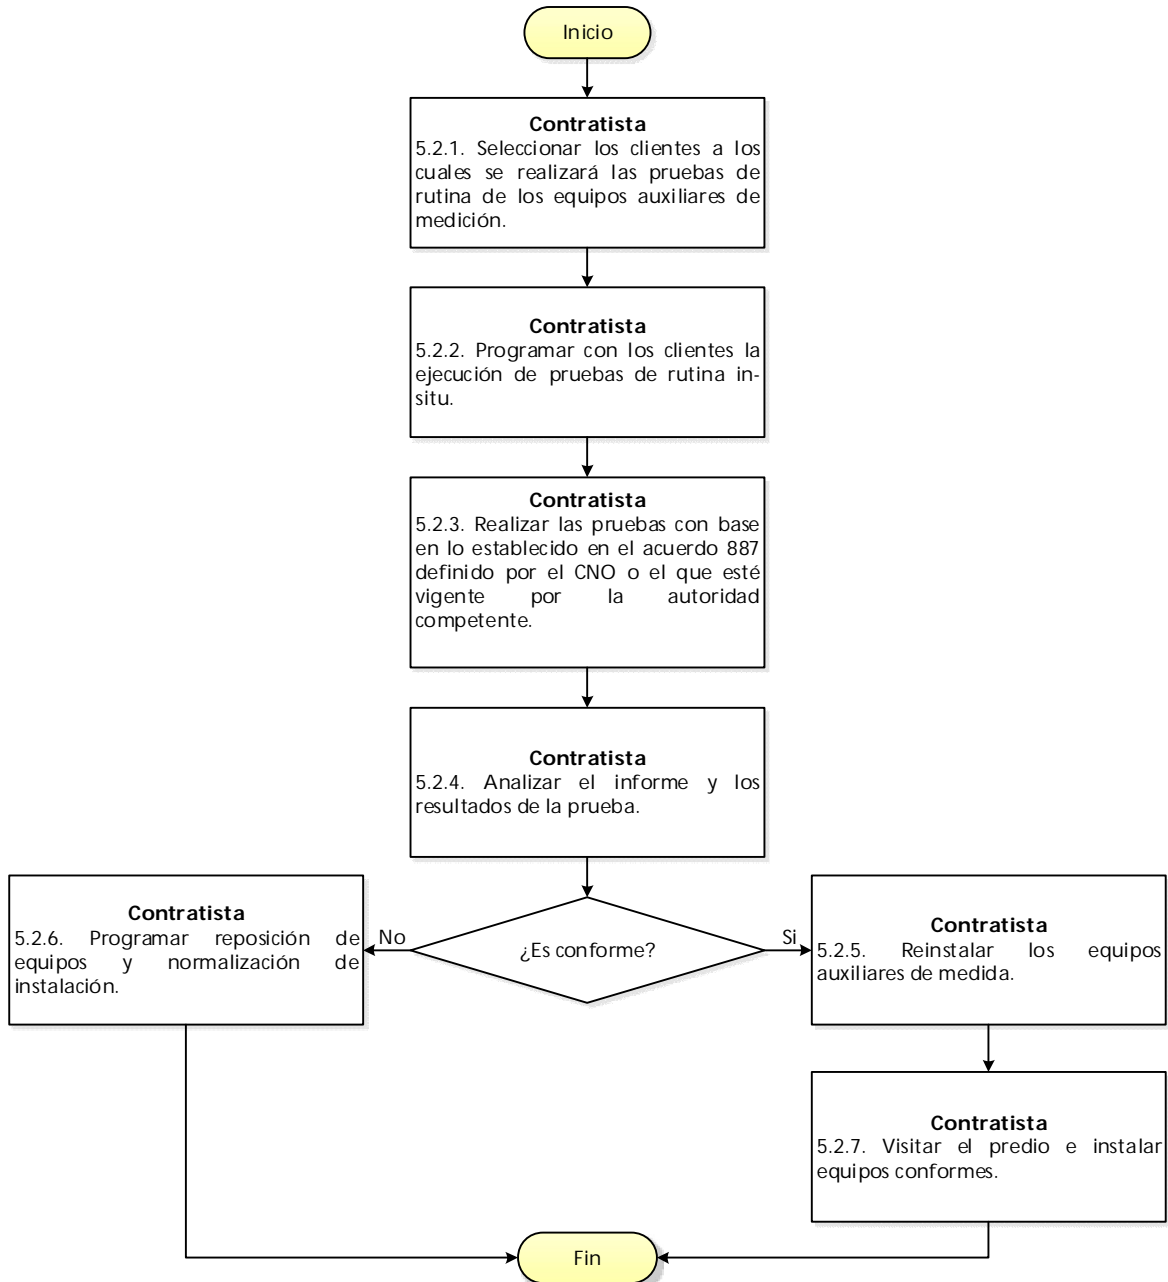 Inicio
Contratista
5.2.1. Seleccionar los clientes a los
cuales se realizará las pruebas de
rutina de los equipos auxiliares de
medición.
Contratista
5.2.2. Programar con los clientes la
ejecución de pruebas de rutina in-
situ.
Contratista
5.2.3. Realizar las pruebas con base
en lo establecido en el acuerdo 887
definido por el CNO o el que esté
vigente por la autoridad
competente.
Contratista
5.2.4. Analizar el informe y los
resultados de la prueba.
¿Es conforme?
No
Si
Contratista
5.2.6. Programar reposición de
equipos y normalización de
instalación.
Contratista
5.2.5. Reinstalar los equipos
auxiliares de medida.
Contratista
5.2.7. Visitar el predio e instalar
equipos conformes.
Fin